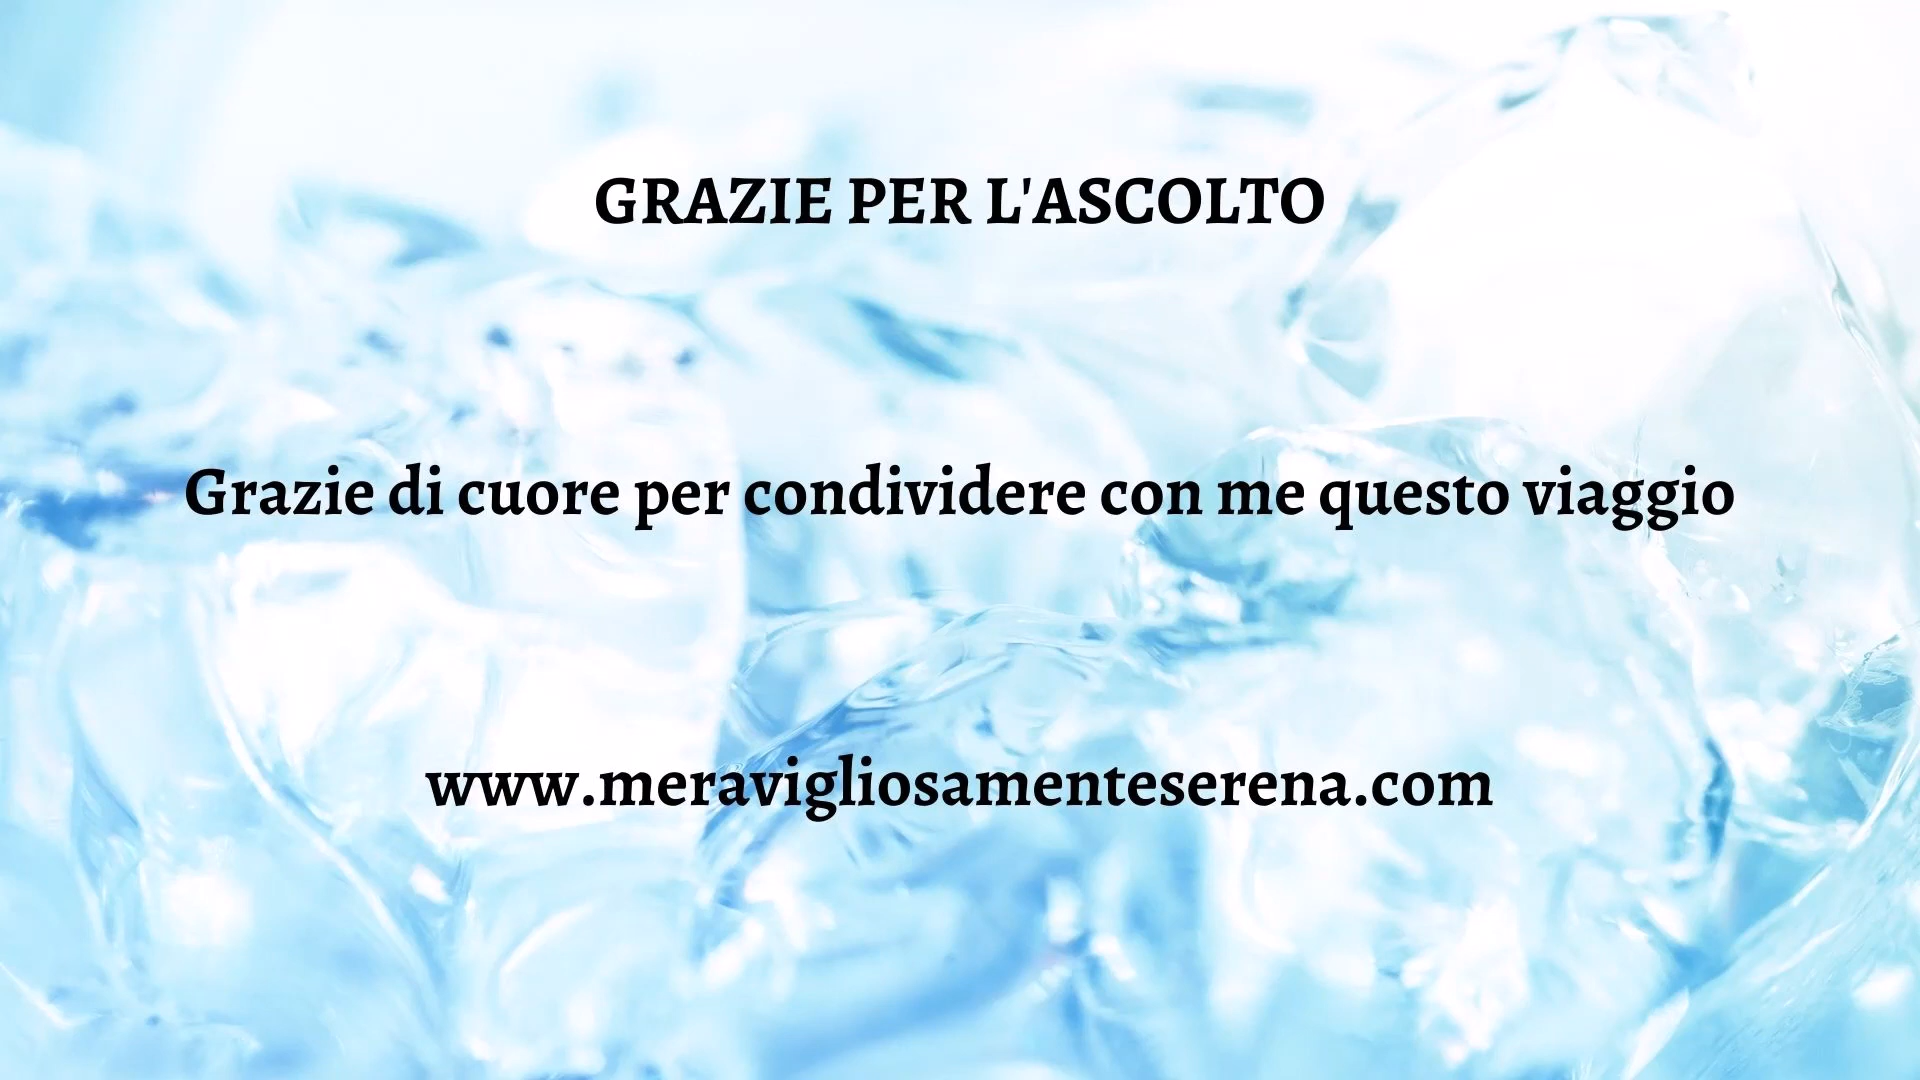 GRAZIE PER L'ASCOLTO
Grazie di cuore per condividere con me questo viaggio
www.meravigliosamenteserena.com